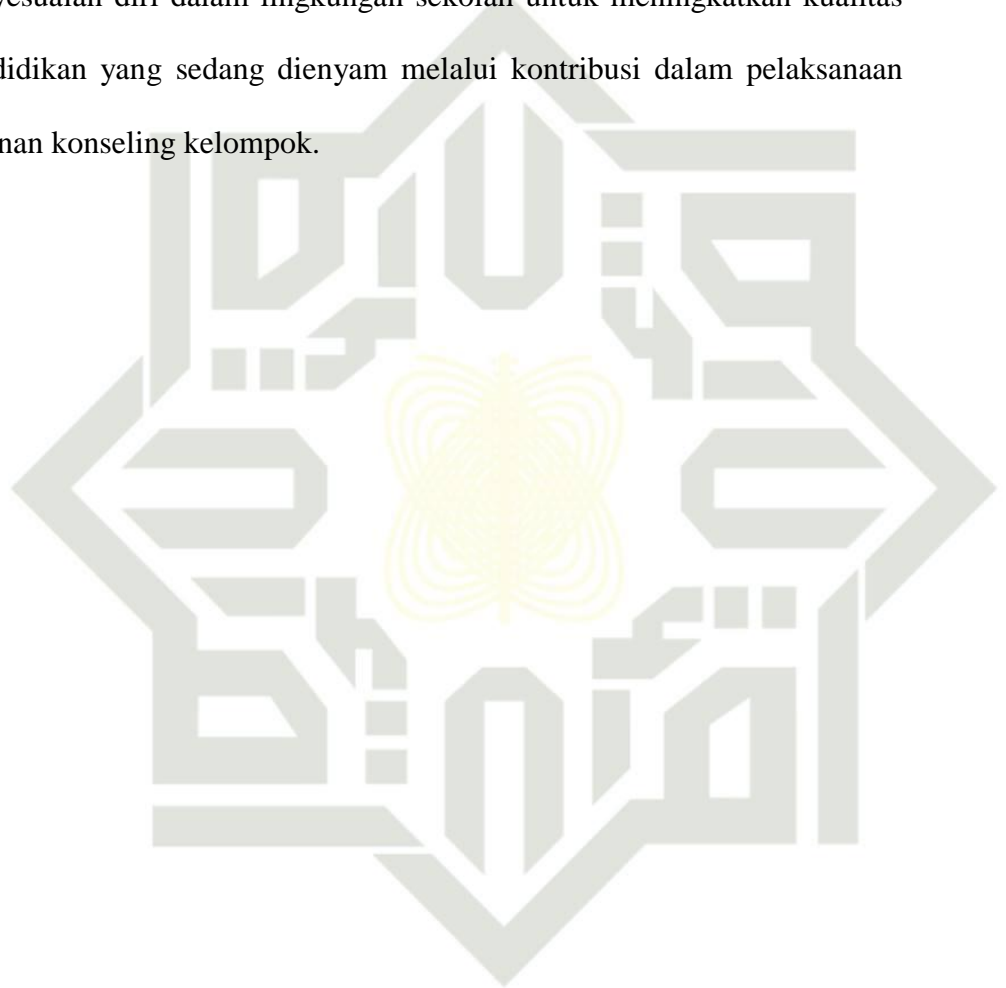 yesuaian diri dalam lingkungan sekolah untuk meningkatkan kualitas
didikan yang sedang dienyam melalui kontribusi dalam pelaksanaan
nan konseling kelompok.